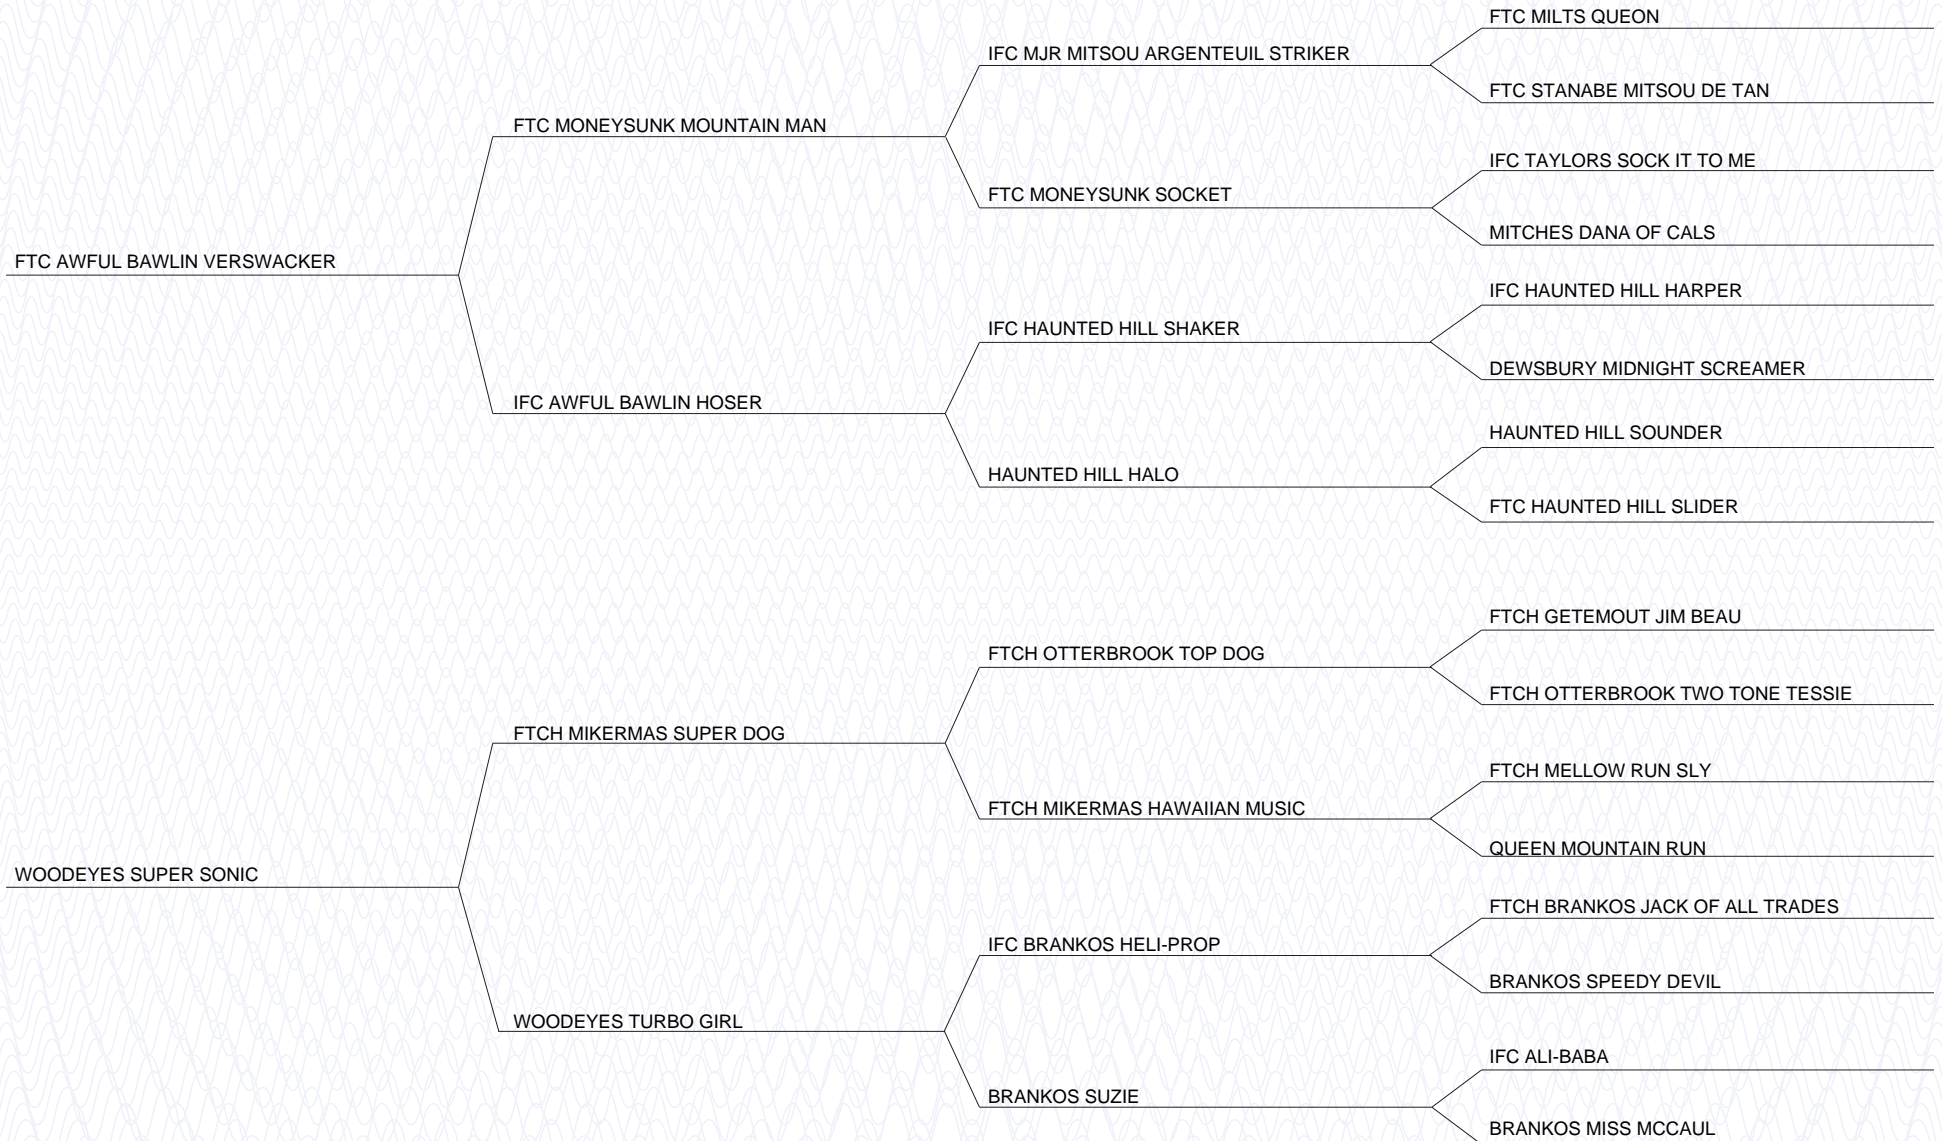 FTC MILTS QUEON
IFC MJR MITSOU ARGENTEUIL STRIKER
FTC STANABE MITSOU DE TAN
FTC MONEYSUNK MOUNTAIN MAN
IFC TAYLORS SOCK IT TO ME
FTC MONEYSUNK SOCKET
MITCHES DANA OF CALS
FTC AWFUL BAWLIN VERSWACKER
IFC HAUNTED HILL HARPER
IFC HAUNTED HILL SHAKER
DEWSBURY MIDNIGHT SCREAMER
IFC AWFUL BAWLIN HOSER
HAUNTED HILL SOUNDER
HAUNTED HILL HALO
FTC HAUNTED HILL SLIDER
FTCH GETEMOUT JIM BEAU
FTCH OTTERBROOK TOP DOG
FTCH OTTERBROOK TWO TONE TESSIE
FTCH MIKERMAS SUPER DOG
FTCH MELLOW RUN SLY
FTCH MIKERMAS HAWAIIAN MUSIC
QUEEN MOUNTAIN RUN
WOODEYES SUPER SONIC
FTCH BRANKOS JACK OF ALL TRADES
IFC BRANKOS HELI-PROP
BRANKOS SPEEDY DEVIL
WOODEYES TURBO GIRL
IFC ALI-BABA
BRANKOS SUZIE
BRANKOS MISS MCCAUL